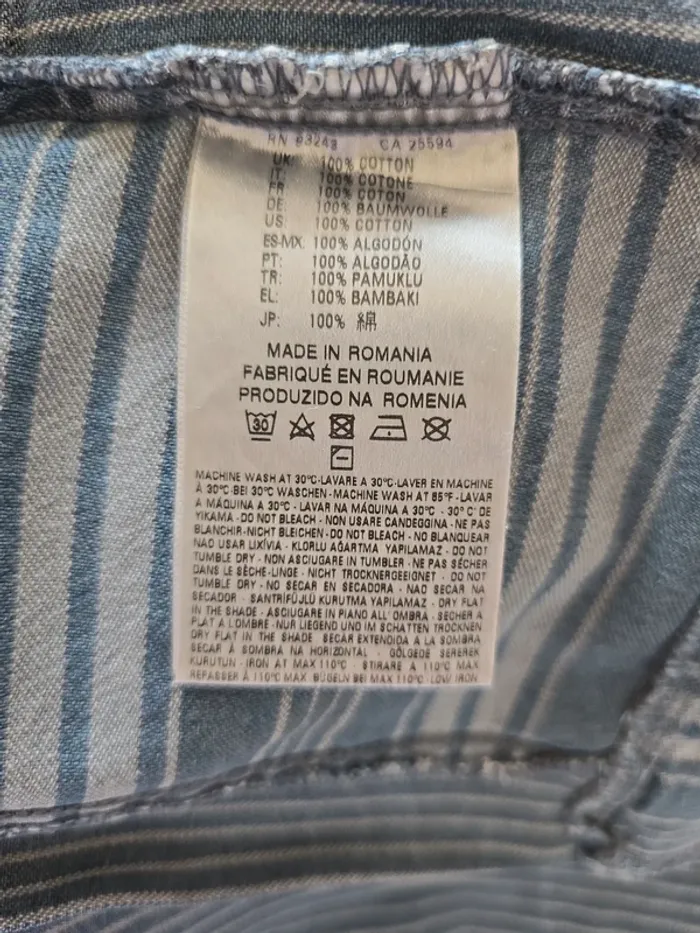 RN 93243 CA 25594
UK: 100% COTTON
IT: 100% COTONE
FR: 100% COTON
DE: 100% BAUMWOLLE
US: 100% COTTON
ES-MX: 100% ALGODÓN
PT: 100% ALGODÃO
TR: 100% PAMUKLU
EL: 100% BAMBAKI
JP: 100% 綿
MADE IN ROMANIA
FABRIQUÉ EN ROUMANIE
PRODUZIDO NA ROMENIA
30
MACHINE WASH AT 30°C·LAVARE A 30°C·LAVER EN MACHINE
À 30°C·BEI 30°C WASCHEN·MACHINE WASH AT 85°F·LAVAR
A MÁQUINA A 30°C - LAVAR NA MÁQUINA A 30°C - 30° C' DE
YIKAMA - DO NOT BLEACH - NON USARE CANDEGGINA - NE PAS
BLANCHIR-NICHT BLEICHEN-DO NOT BLEACH - NO BLANQUEAR
NAO USAR LIXÍVIA - KLORLU AĞARTMA YAPILAMAZ - DO NOT
TUMBLE DRY - NON ASCIUGARE IN TUMBLER - NE PAS SÉCHER
DANS LE SÈCHE-LINGE - NICHT TROCKNERGEEIGNET - DO NOT
TUMBLE DRY - NO SECAR EN SECADORA - NAO SECAR NA
SECADOR - SANTRİFÜJLÜ KURUTMA YAPILAMAZ - DRY FLAT
IN THE SHADE - ASCIUGARE IN PIANO ALL' OMBRA - SÉCHER A
PLAT A L'OMBRE - NUR LIEGEND UND IM SCHATTEN TROCKNEN
DRY FLAT IN THE SHADE SECAR EXTENDIDA A LA SOMBRA
SECAR À SOMBRA NA HORIZONTAL - GÖLGEDE SEREREK
KURUTUN - IRON AT MAX 110°C - STIRARE A 110°C MAX
REPASSER À 110°C MAX BÜGELN BEI MAX 110°C - LOW IRON